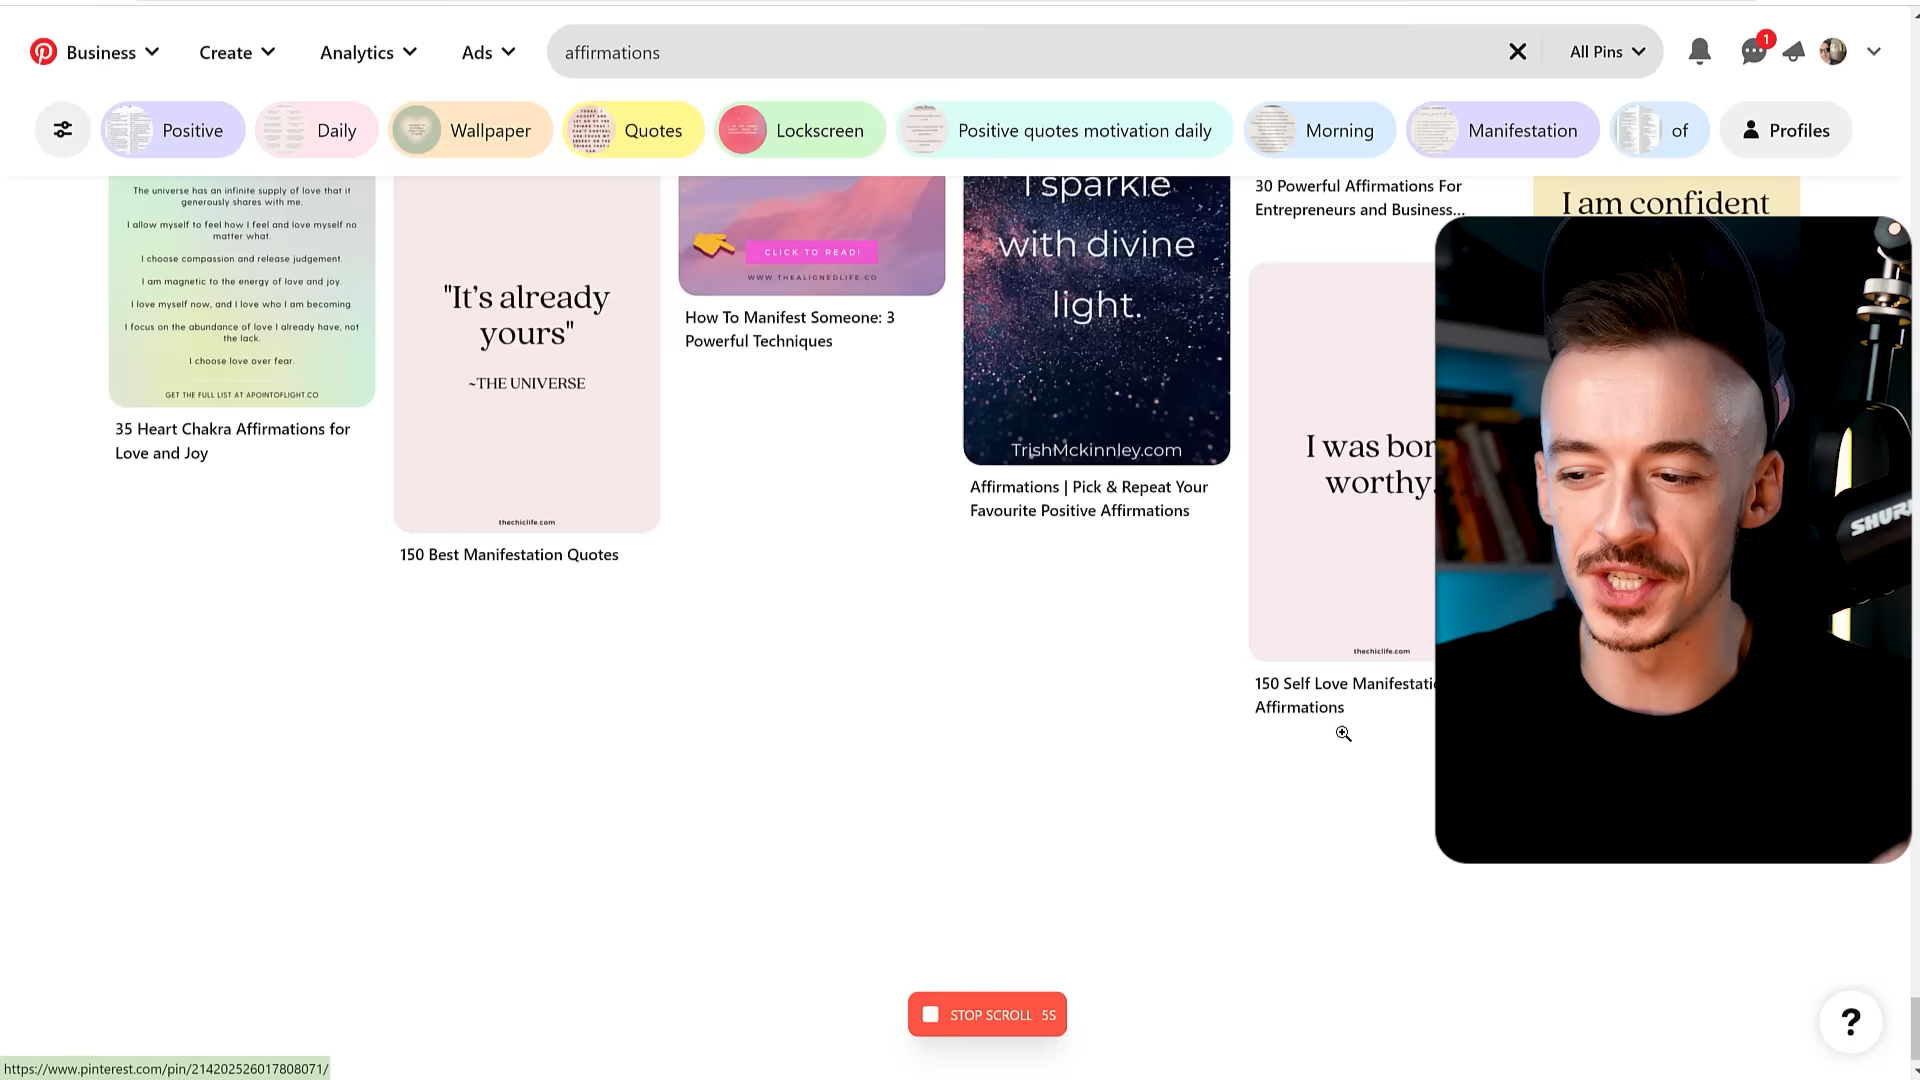 Business
Create
Analytics
Ads
affirmations
All Pins
1
Positive
Daily
Wallpaper
Quotes
Lockscreen
Positive quotes motivation daily
Morning
Manifestation
of
Profiles
The universe has an infinite supply of love that it
generously shares with me.
I allow myself to feel how I feel and love myself no
matter what.
I choose compassion and release judgement.
I am magnetic to the energy of love and joy.
I love myself now, and I love who I am becoming.
I focus on the abundance of love I already have, not
the lack.
I choose love over fear.
GET THE FULL LIST AT APOINTOFLIGHT.CO
35 Heart Chakra Affirmations for
Love and Joy
"It's already
yours"
~THE UNIVERSE
thechiclife.com
150 Best Manifestation Quotes
CLICK TO READ!
WWW.THEALIGNEDLIFE.CO
How To Manifest Someone: 3
Powerful Techniques
I sparkle
with divine
light.
TrishMckinnley.com
Affirmations | Pick & Repeat Your
Favourite Positive Affirmations
30 Powerful Affirmations For
Entrepreneurs and Business...
I was bor
worthy.
thechiclife.com
150 Self Love Manifestati
Affirmations
I am confident
SHUR
STOP SCROLL 5S
?
https://www.pinterest.com/pin/214202526017808071/